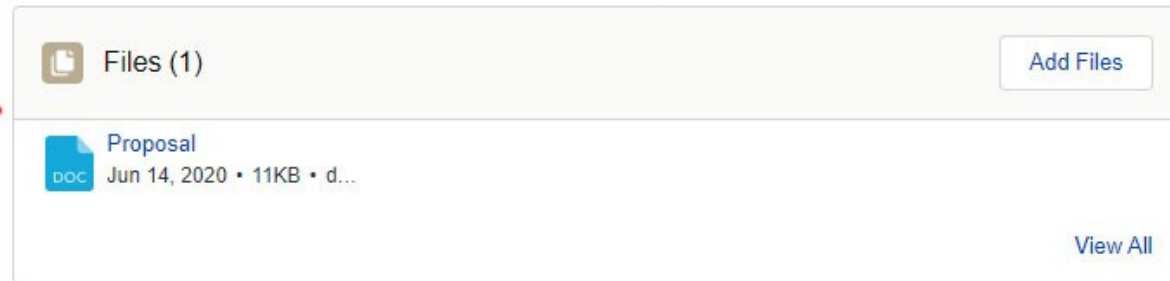 Files (1)
Add Files
Proposal
DOC
Jun 14, 2020 • 11KB • d...
View All